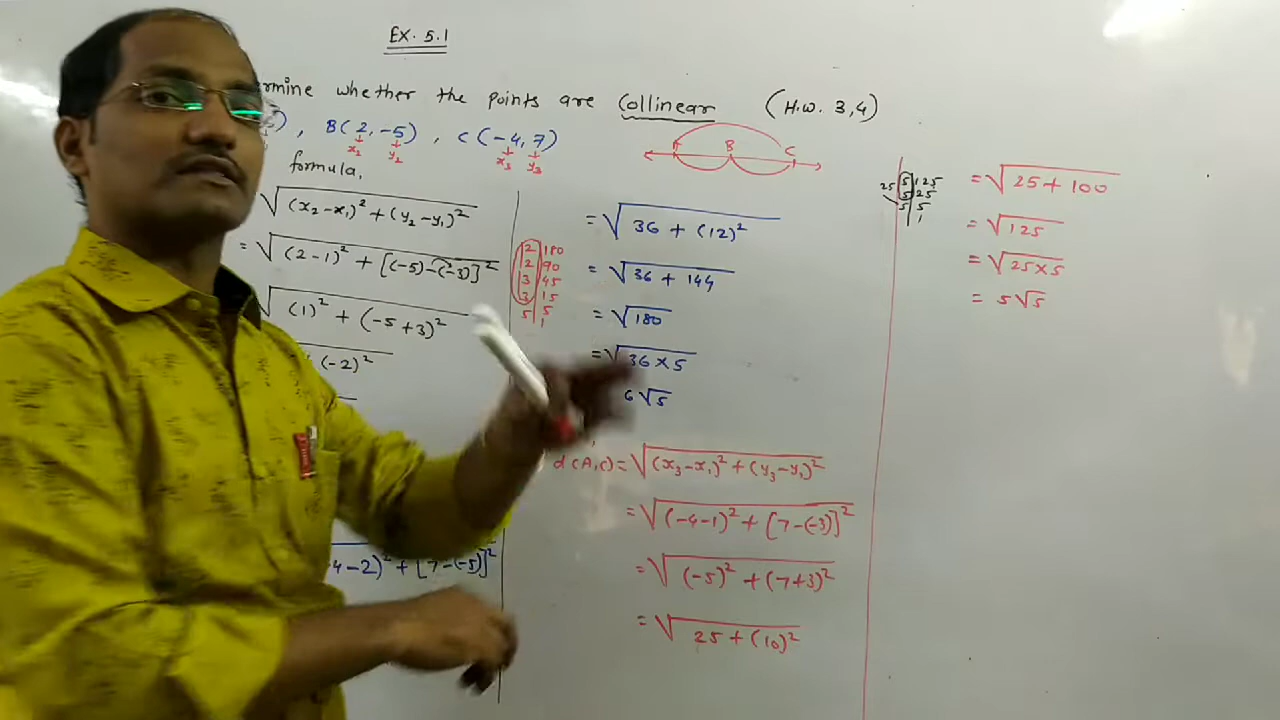 EX. 5.1
rmine whether the points are Collinear (H.W. 3,4)
, B(2, -5) , C(-4, 7)
x₂ y₂ x₃ y₃
B C
formula,
√(x₂-x₁)² + (y₂-y₁)²
= √(2-1)² + [(-5)-(-3)]²
√(1)² + (-5+3)²
(-2)²
4-2)² + [7-(-5)]²
2 | 180
2 | 90
3 | 45
3 | 15
5 | 5
1
= √36 + (12)²
= √36 + 144
= √180
= √36×5
6√5
d(A,C) = √(x₃-x₁)² + (y₃-y₁)²
= √(-4-1)² + [7-(-3)]²
= √(-5)² + (7+3)²
= √25 + (10)²
25
5 | 125
5 | 25
5 | 5
1
= √25 + 100
= √125
= √25×5
= 5√5